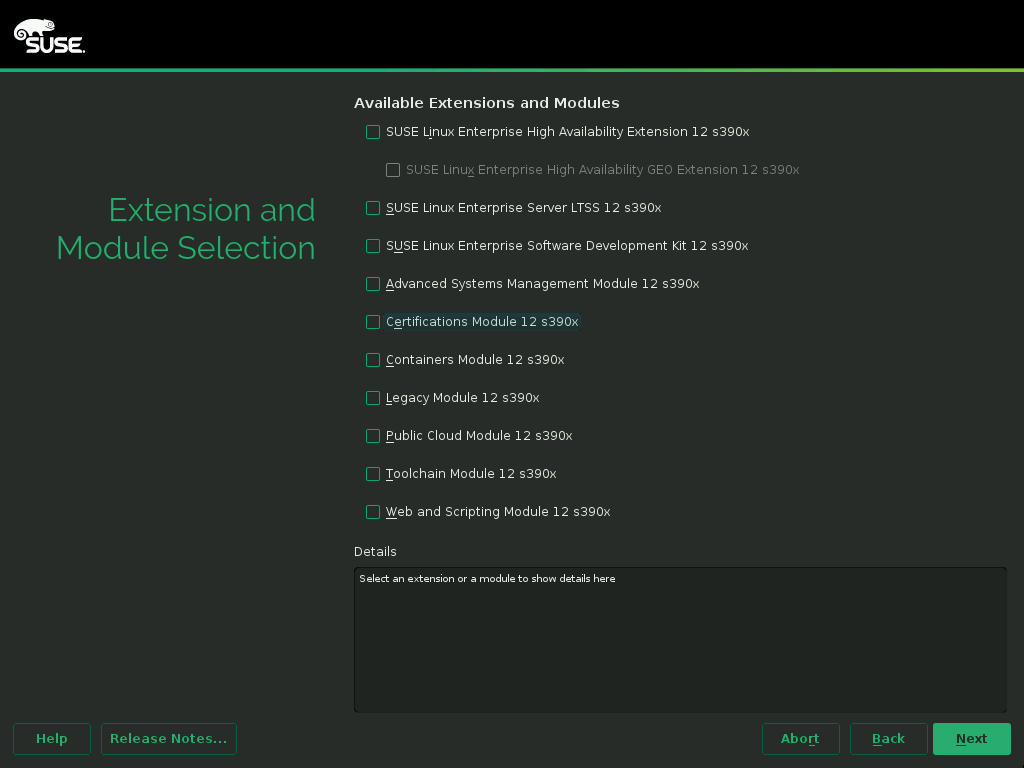 SUSE
Extension and
Module Selection
Available Extensions and Modules
SUSE Linux Enterprise High Availability Extension 12 s390x
SUSE Linux Enterprise High Availability GEO Extension 12 s390x
SUSE Linux Enterprise Server LTSS 12 s390x
SUSE Linux Enterprise Software Development Kit 12 s390x
Advanced Systems Management Module 12 s390x
Certifications Module 12 s390x
Containers Module 12 s390x
Legacy Module 12 s390x
Public Cloud Module 12 s390x
Toolchain Module 12 s390x
Web and Scripting Module 12 s390x
Details
Select an extension or a module to show details here
Help
Release Notes...
Abort
Back
Next